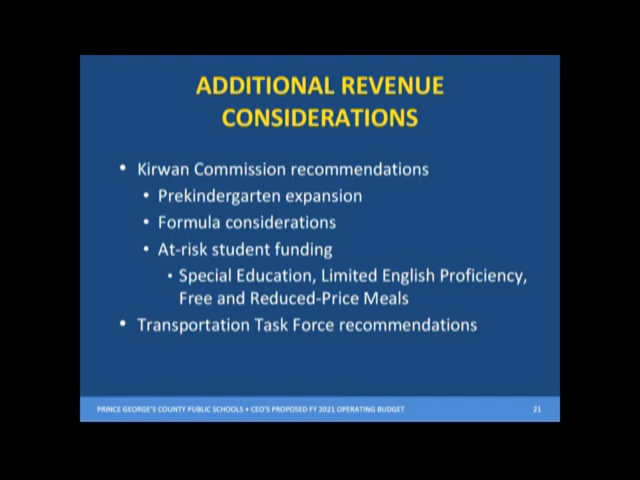 ADDITIONAL REVENUE
CONSIDERATIONS
• Kirwan Commission recommendations
• Prekindergarten expansion
• Formula considerations
• At-risk student funding
• Special Education, Limited English Proficiency,
Free and Reduced-Price Meals
• Transportation Task Force recommendations
PRINCE GEORGE'S COUNTY PUBLIC SCHOOLS • CEO'S PROPOSED FY 2021 OPERATING BUDGET 21